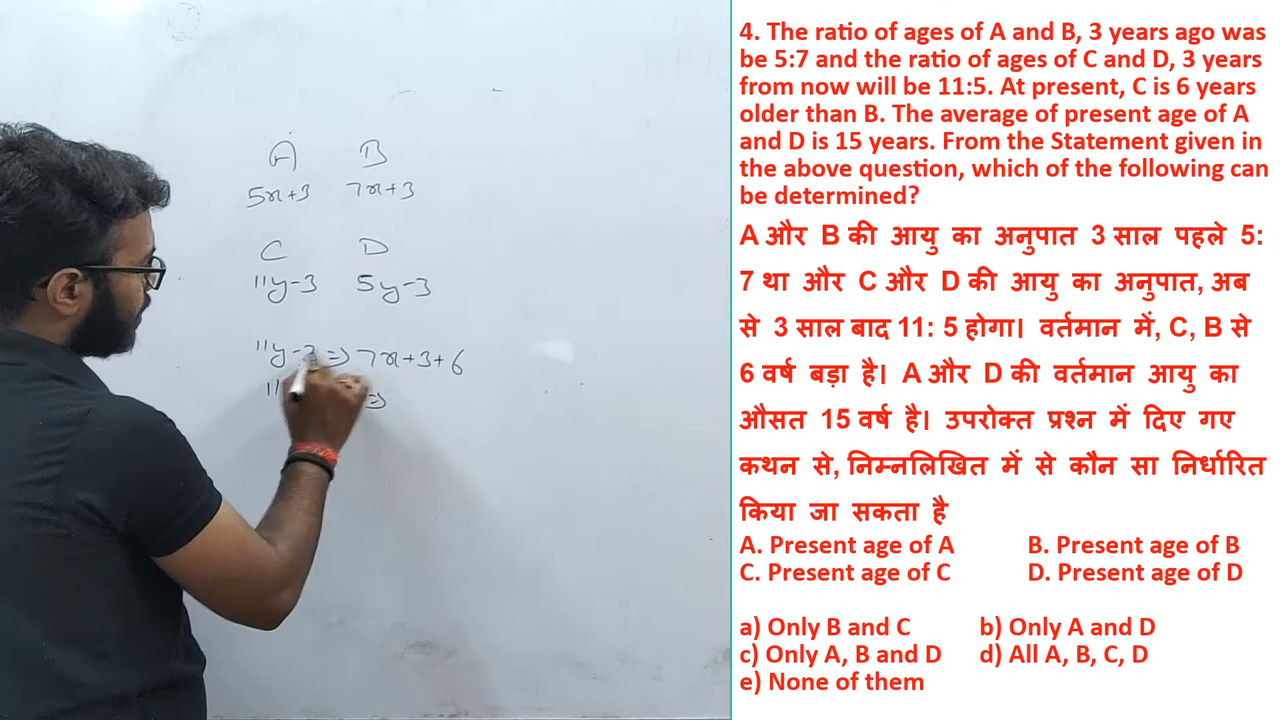 A B
5x+3 7x+3
C D
11y-3 5y-3
11y-3 => 7x+3+6
11 =>
4. The ratio of ages of A and B, 3 years ago was
be 5:7 and the ratio of ages of C and D, 3 years
from now will be 11:5. At present, C is 6 years
older than B. The average of present age of A
and D is 15 years. From the Statement given in
the above question, which of the following can
be determined?
A और B की आयु का अनुपात 3 साल पहले 5:
7 था और C और D की आयु का अनुपात, अब
से 3 साल बाद 11: 5 होगा। वर्तमान में, C, B से
6 वर्ष बड़ा है। A और D की वर्तमान आयु का
औसत 15 वर्ष है। उपरोक्त प्रश्न में दिए गए
कथन से, निम्नलिखित में से कौन सा निर्धारित
किया जा सकता है
A. Present age of A B. Present age of B
C. Present age of C D. Present age of D
a) Only B and C b) Only A and D
c) Only A, B and D d) All A, B, C, D
e) None of them